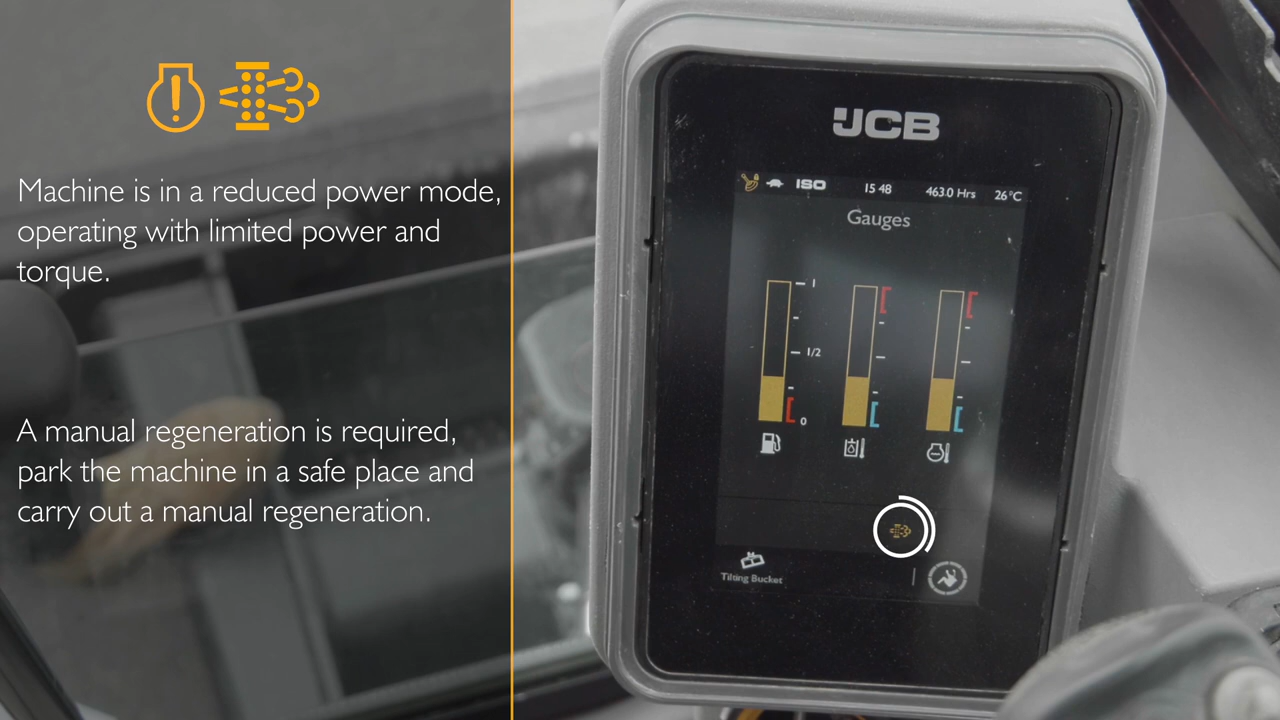 Machine is in a reduced power mode,
operating with limited power and
torque.
A manual regeneration is required,
park the machine in a safe place and
carry out a manual regeneration.
JCB
ISO 15 48 463.0 Hrs 26°C
Gauges
1
1/2
0
Tilting Bucket